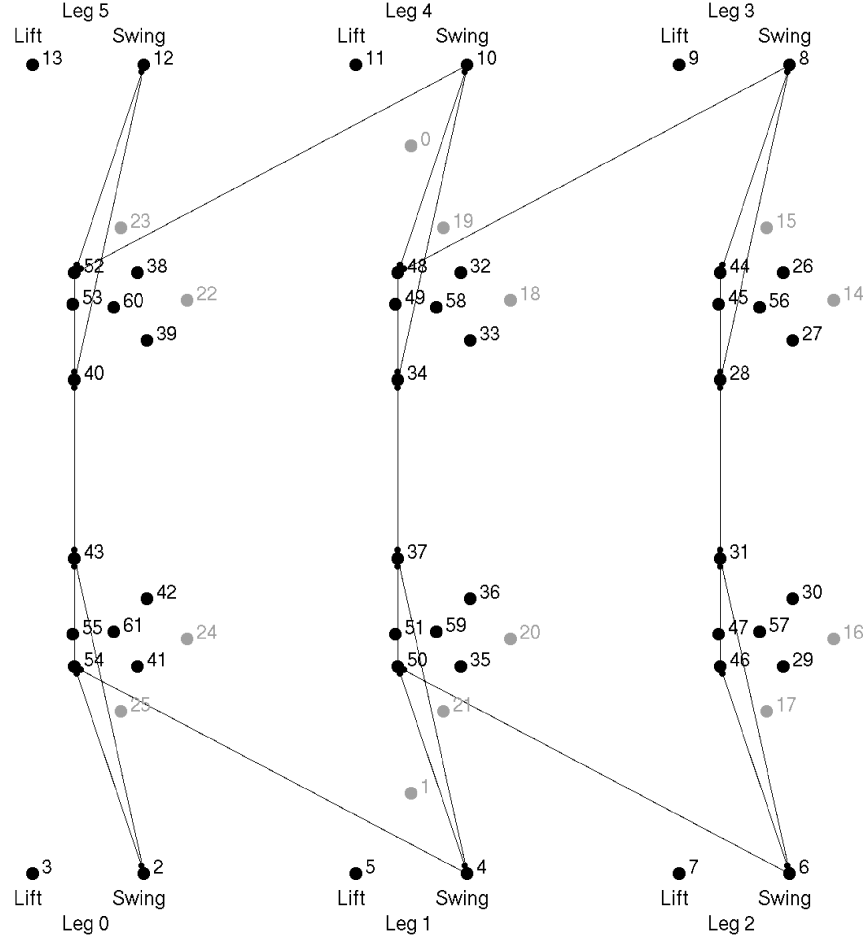 Leg 5 Leg 4 Leg 3
Lift Swing Lift Swing Lift Swing
13 12 11 10 9 8
0
23 19 15
52 38 48 32 44 26
53 60 22 49 58 18 45 56 14
39 33 27
40 34 28
43 37 31
42 36 30
55 61 24 51 59 20 47 57 16
54 41 50 35 46 29
25 21 17
1
3 2 5 4 7 6
Lift Swing Lift Swing Lift Swing
Leg 0 Leg 1 Leg 2